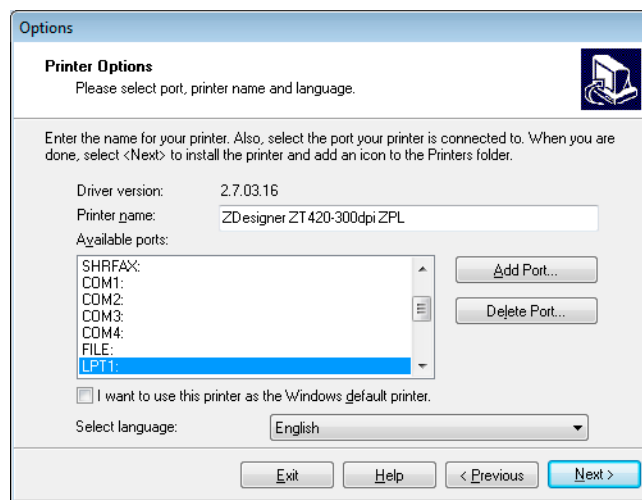 Options
Printer Options
Please select port, printer name and language.
Enter the name for your printer. Also, select the port your printer is connected to. When you are
done, select <Next> to install the printer and add an icon to the Printers folder.
Driver version: 2.7.03.16
Printer name: ZDesigner ZT420-300dpi ZPL
Available ports:
SHRFAX:
COM1:
COM2:
COM3:
COM4:
FILE:
LPT1:
Add Port...
Delete Port...
I want to use this printer as the Windows default printer.
Select language: English
Exit Help < Previous Next >